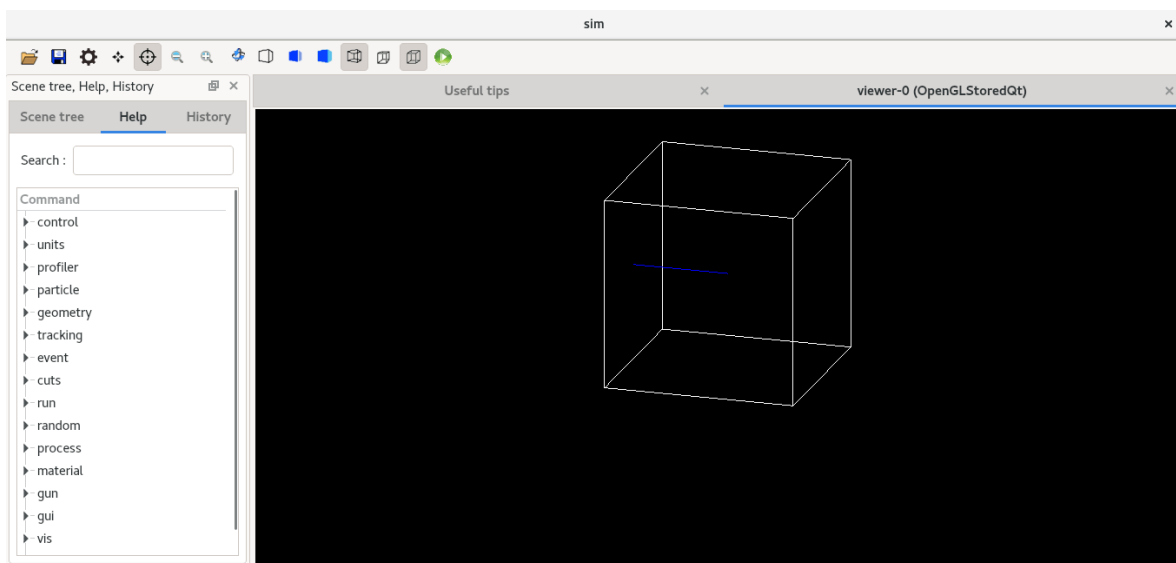 sim
Scene tree, Help, History
Useful tips
viewer-0 (OpenGLStoredQt)
Scene tree Help History
Search :
Command
control
units
profiler
particle
geometry
tracking
event
cuts
run
random
process
material
gun
gui
vis